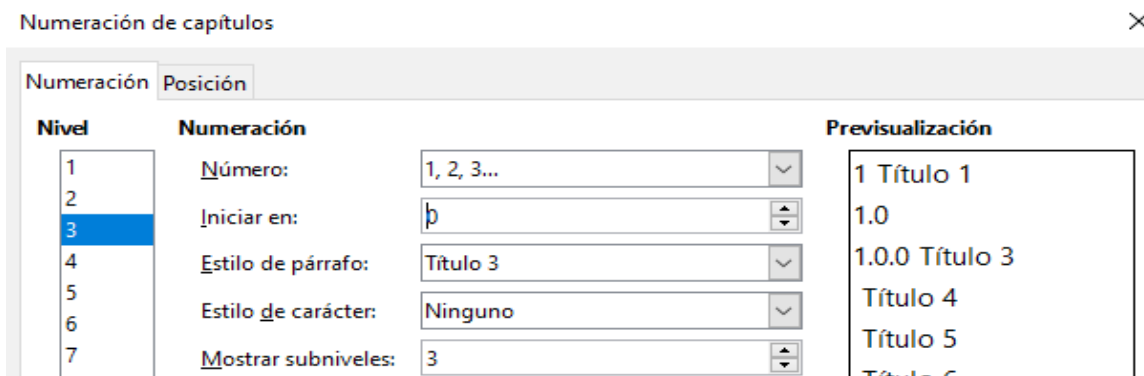 Numeración de capítulos
Numeración Posición
Nivel Numeración Previsualización
1 Número: 1, 2, 3... 1 Título 1
2 Iniciar en: 0 1.0
3 Estilo de párrafo: Título 3 1.0.0 Título 3
4 Estilo de carácter: Ninguno Título 4
5 Mostrar subniveles: 3 Título 5
6 Título 6
7